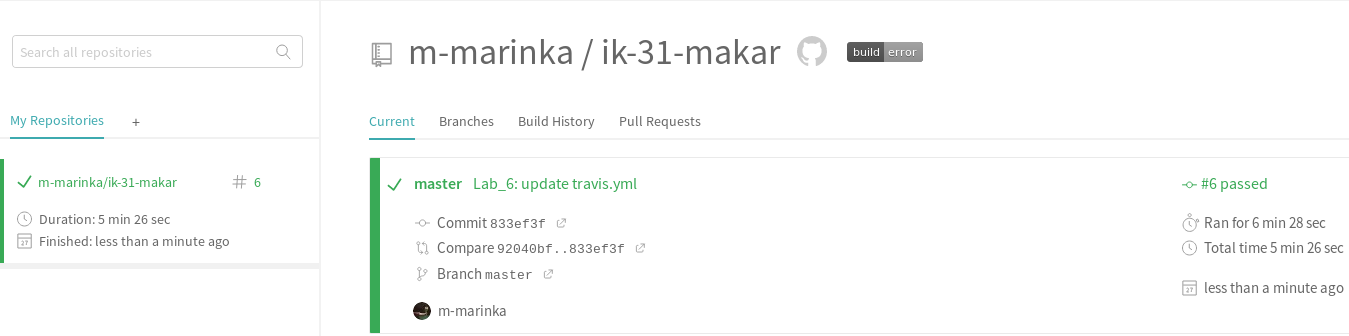 Search all repositories
My Repositories +
m-marinka/ik-31-makar 6
Duration: 5 min 26 sec
Finished: less than a minute ago
m-marinka / ik-31-makar build error
Current Branches Build History Pull Requests
master Lab_6: update travis.yml
Commit 833ef3f
Compare 92040bf..833ef3f
Branch master
m-marinka
#6 passed
Ran for 6 min 28 sec
Total time 5 min 26 sec
less than a minute ago